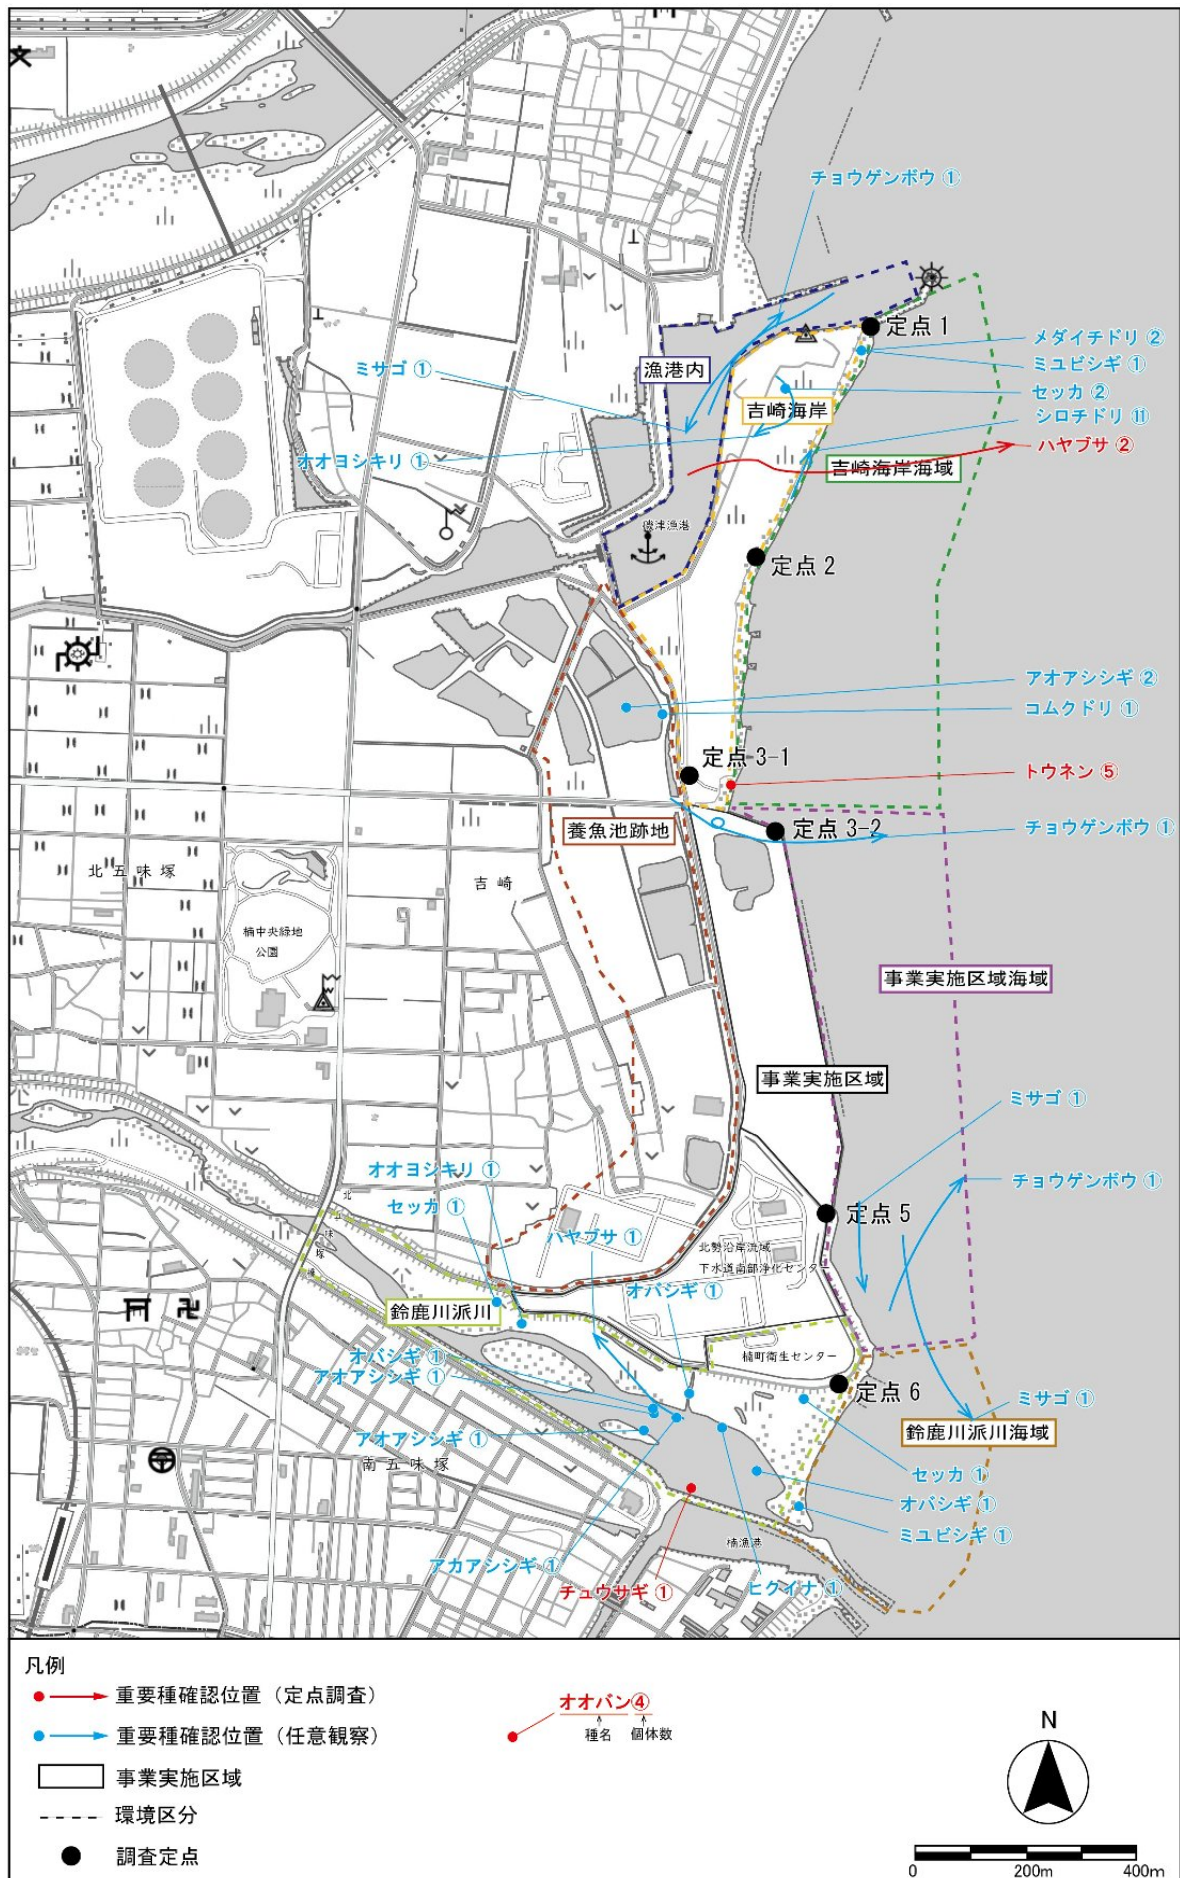 チョウゲンボウ ①
定点 1
メダイチドリ ②
ミユビシギ ①
セッカ ②
シロチドリ ⑪
ハヤブサ ②
ミサゴ ①
漁港内
吉崎海岸
オオヨシキリ ①
吉崎海岸海域
磯津漁港
定点 2
アオアシシギ ②
コムクドリ ①
定点 3-1
トウネン ⑤
養魚池跡地
定点 3-2
チョウゲンボウ ①
北五味塚
吉崎
楠中央緑地
公園
事業実施区域海域
事業実施区域
ミサゴ ①
オオヨシキリ ①
チョウゲンボウ ①
セッカ ①
定点 5
ハヤブサ ①
北勢沿岸流域
下水道南部浄化センター
オバシギ ①
鈴鹿川派川
楠町衛生センター
オバシギ ①
アオアシシギ ①
定点 6
ミサゴ ①
アオアシシギ ①
鈴鹿川派川海域
南五味塚
セッカ ①
オバシギ ①
ミユビシギ ①
楠漁港
アカアシシギ ①
チュウサギ ①
ヒクイナ ①
凡例
重要種確認位置（定点調査）
オオバン④
種名 個体数
重要種確認位置（任意観察）
事業実施区域
環境区分
調査定点
N
0 200m 400m